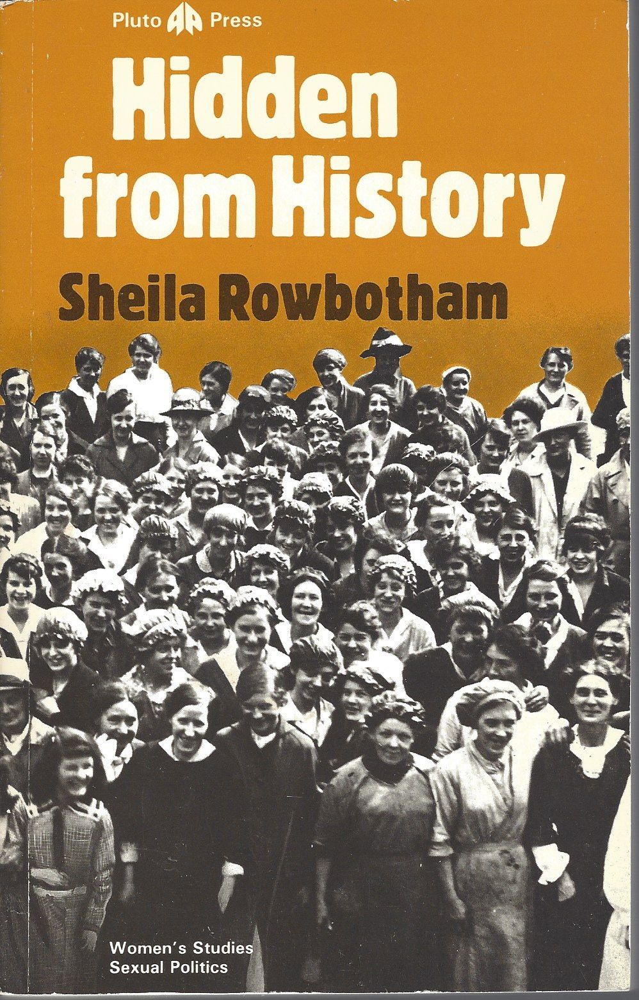 Pluto Press
Hidden
from History
Sheila Rowbotham
Women's Studies
Sexual Politics